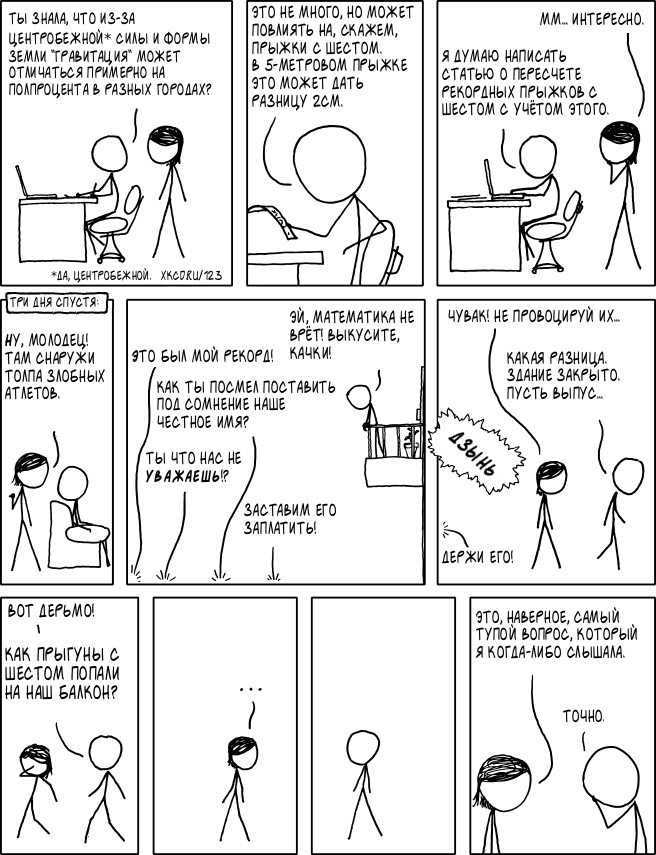 ТЫ ЗНАЛА, ЧТО ИЗ-ЗА
ЦЕНТРОБЕЖНОЙ* СИЛЫ И ФОРМЫ
ЗЕМЛИ "ГРАВИТАЦИЯ" МОЖЕТ
ОТЛИЧАТЬСЯ ПРИМЕРНО НА
ПОЛПРОЦЕНТА В РАЗНЫХ ГОРОДАХ?
*ДА, ЦЕНТРОБЕЖНОЙ. XKCD.RU/123
ЭТО НЕ МНОГО, НО МОЖЕТ
ПОВЛИЯТЬ НА, СКАЖЕМ,
ПРЫЖКИ С ШЕСТОМ.
В 5-МЕТРОВОМ ПРЫЖКЕ
ЭТО МОЖЕТ ДАТЬ
РАЗНИЦУ 2СМ.
ММ... ИНТЕРЕСНО.
Я ДУМАЮ НАПИСАТЬ
СТАТЬЮ О ПЕРЕСЧЕТЕ
РЕКОРДНЫХ ПРЫЖКОВ С
ШЕСТОМ С УЧЁТОМ ЭТОГО.
ТРИ ДНЯ СПУСТЯ:
НУ, МОЛОДЕЦ!
ТАМ СНАРУЖИ
ТОЛПА ЗЛОБНЫХ
АТЛЕТОВ.
ЭЙ, МАТЕМАТИКА НЕ
ВРЁТ! ВЫКУСИТЕ,
КАЧКИ!
ЭТО БЫЛ МОЙ РЕКОРД!
КАК ТЫ ПОСМЕЛ ПОСТАВИТЬ
ПОД СОМНЕНИЕ НАШЕ
ЧЕСТНОЕ ИМЯ?
ТЫ ЧТО НАС НЕ
УВАЖАЕШЬ!?
ЗАСТАВИМ ЕГО
ЗАПЛАТИТЬ!
ЧУВАК! НЕ ПРОВОЦИРУЙ ИХ...
КАКАЯ РАЗНИЦА.
ЗДАНИЕ ЗАКРЫТО.
ПУСТЬ ВЫПУС...
ДЗЫНЬ
ДЕРЖИ ЕГО!
ВОТ ДЕРЬМО!
КАК ПРЫГУНЫ С
ШЕСТОМ ПОПАЛИ
НА НАШ БАЛКОН?
...
ЭТО, НАВЕРНОЕ, САМЫЙ
ТУПОЙ ВОПРОС, КОТОРЫЙ
Я КОГДА-ЛИБО СЛЫШАЛА.
ТОЧНО.